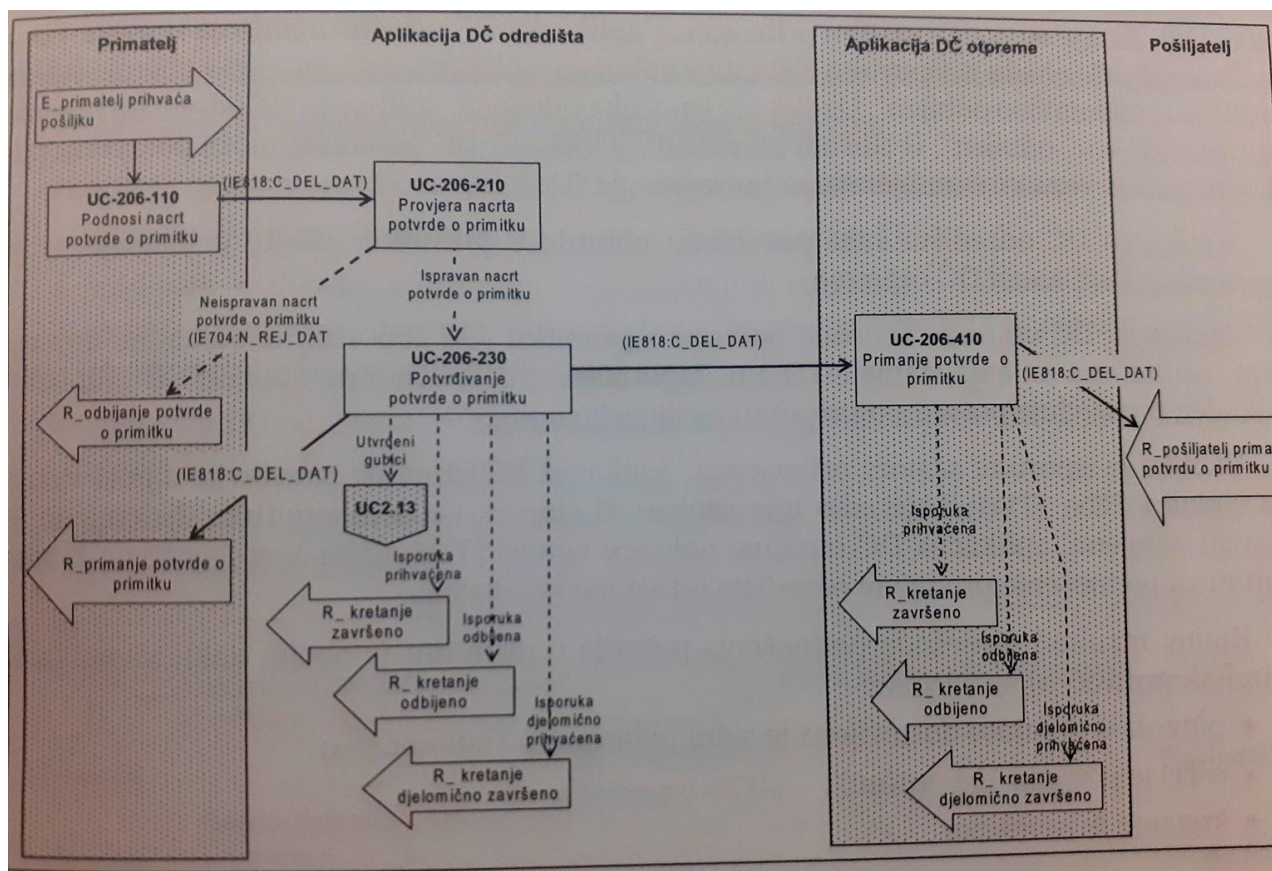 Primatelj
Aplikacija DČ odredišta
Aplikacija DČ otpreme
Pošiljatelj
E_primatelj prihvaća
pošiljku
(IE818:C_DEL_DAT)
UC-206-110
Podnosi nacrt
potvrde o primitku
UC-206-210
Provjera nacrta
potvrde o primitku
Neispravan nacrt
potvrde o primitku
(IE704:N_REJ_DAT
Ispravan nacrt
potvrde o primitku
UC-206-230
Potvrđivanje
potvrde o primitku
(IE818:C_DEL_DAT)
UC-206-410
Primanje potvrde o
primitku
(IE818:C_DEL_DAT)
R_odbijanje potvrde
o primitku
Utvrđeni
gubici
(IE818:C_DEL_DAT)
UC2.13
R_pošiljatelj prima
potvrdu o primitku
R_primanje potvrde o
primitku
Isporuka
prihvaćena
R_ kretanje
završeno
Isporuka
odbijena
R_ kretanje
odbijeno
Isporuka
djelomično
prihvaćena
R_ kretanje
djelomično završeno
Isporuka
prihvaćena
R_kretanje
završeno
Isporuka
odbijena
R_ kretanje
odbijeno
Isporuka
djelomično
prihvaćena
R_ kretanje
djelomično završeno